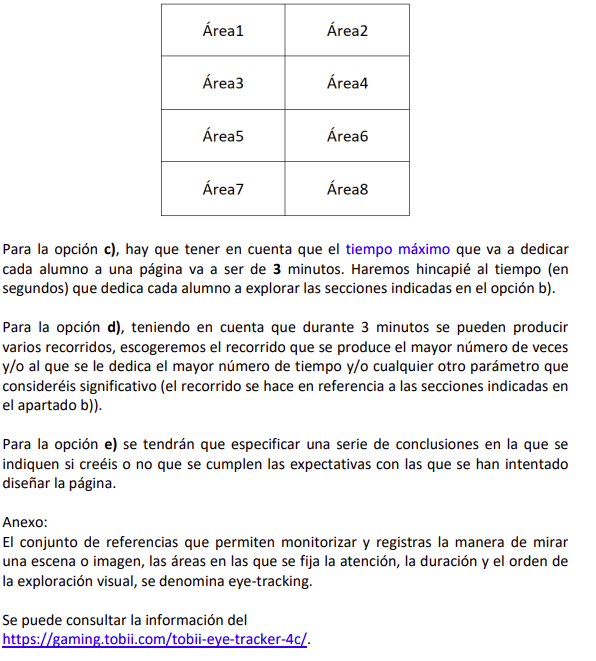 Área1 Área2
Área3 Área4
Área5 Área6
Área7 Área8
Para la opción c), hay que tener en cuenta que el tiempo máximo que va a dedicar
cada alumno a una página va a ser de 3 minutos. Haremos hincapié al tiempo (en
segundos) que dedica cada alumno a explorar las secciones indicadas en el opción b).
Para la opción d), teniendo en cuenta que durante 3 minutos se pueden producir
varios recorridos, escogeremos el recorrido que se produce el mayor número de veces
y/o al que se le dedica el mayor número de tiempo y/o cualquier otro parámetro que
consideréis significativo (el recorrido se hace en referencia a las secciones indicadas en
el apartado b)).
Para la opción e) se tendrán que especificar una serie de conclusiones en la que se
indiquen si creéis o no que se cumplen las expectativas con las que se han intentado
diseñar la página.
Anexo:
El conjunto de referencias que permiten monitorizar y registras la manera de mirar
una escena o imagen, las áreas en las que se fija la atención, la duración y el orden de
la exploración visual, se denomina eye-tracking.
Se puede consultar la información del
https://gaming.tobii.com/tobii-eye-tracker-4c/.